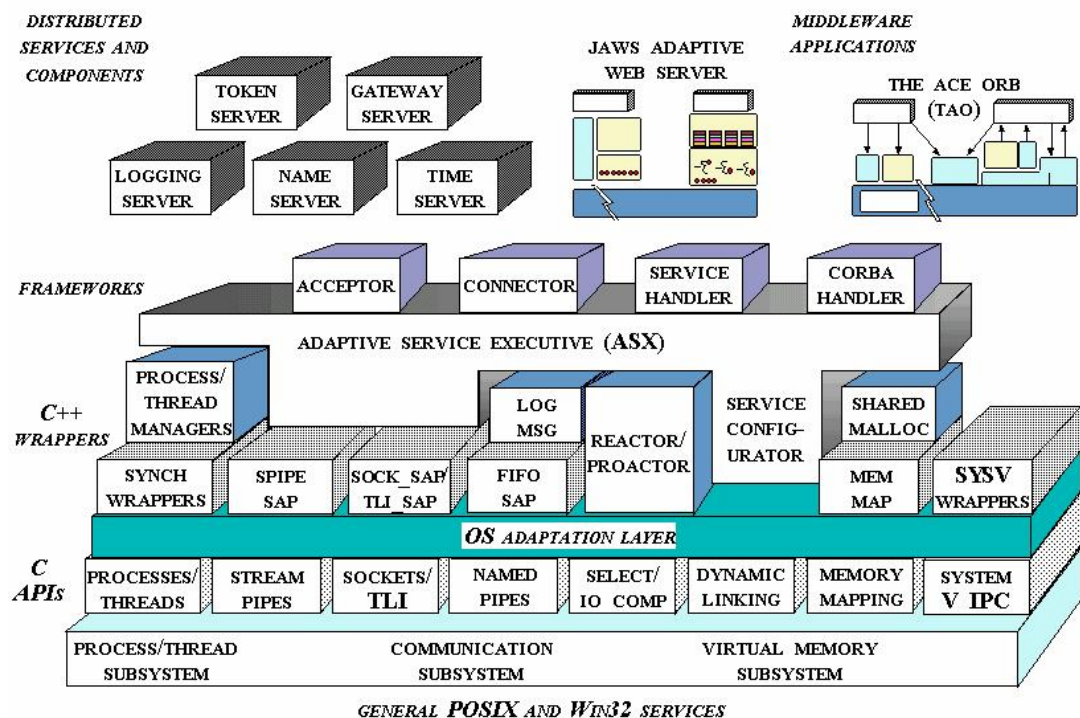 DISTRIBUTED
SERVICES AND
COMPONENTS
TOKEN
SERVER
GATEWAY
SERVER
LOGGING
SERVER
NAME
SERVER
TIME
SERVER
JAWS ADAPTIVE
WEB SERVER
MIDDLEWARE
APPLICATIONS
THE ACE ORB
(TAO)
FRAMEWORKS
ACCEPTOR
CONNECTOR
SERVICE
HANDLER
CORBA
HANDLER
ADAPTIVE SERVICE EXECUTIVE (ASX)
C++
WRAPPERS
PROCESS/
THREAD
MANAGERS
LOG
MSG
REACTOR/
PROACTOR
SERVICE
CONFIG-
URATOR
SHARED
MALLOC
SYNCH
WRAPPERS
SPIPE
SAP
SOCK_SAP/
TLI_SAP
FIFO
SAP
MEM
MAP
SYSV
WRAPPERS
OS ADAPTATION LAYER
C
APIs
PROCESSES/
THREADS
STREAM
PIPES
SOCKETS/
TLI
NAMED
PIPES
SELECT/
IO COMP
DYNAMIC
LINKING
MEMORY
MAPPING
SYSTEM
V IPC
PROCESS/THREAD
SUBSYSTEM
COMMUNICATION
SUBSYSTEM
VIRTUAL MEMORY
SUBSYSTEM
GENERAL POSIX AND WIN32 SERVICES